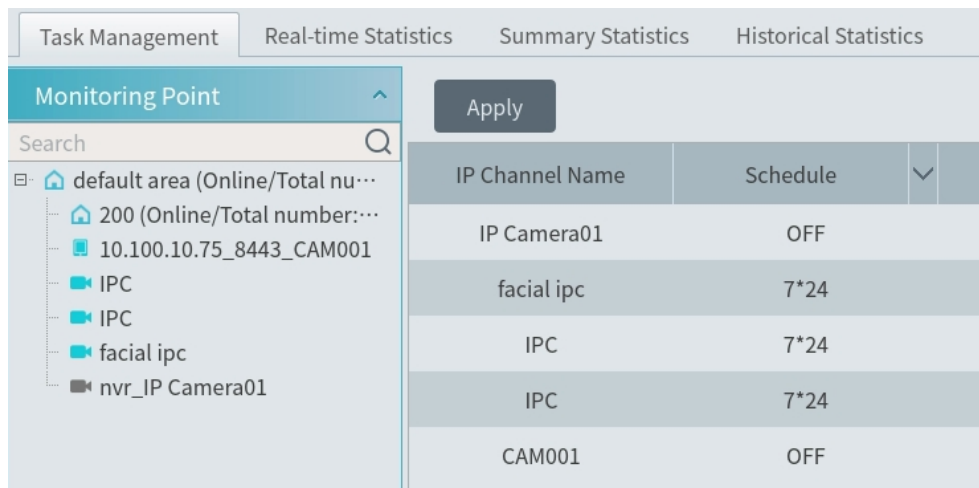 Task Management Real-time Statistics Summary Statistics Historical Statistics
Monitoring Point
Search
default area (Online/Total nu···
200 (Online/Total number:···
10.100.10.75_8443_CAM001
IPC
IPC
facial ipc
nvr_IP Camera01
Apply
IP Channel Name Schedule
IP Camera01 OFF
facial ipc 7*24
IPC 7*24
IPC 7*24
CAM001 OFF